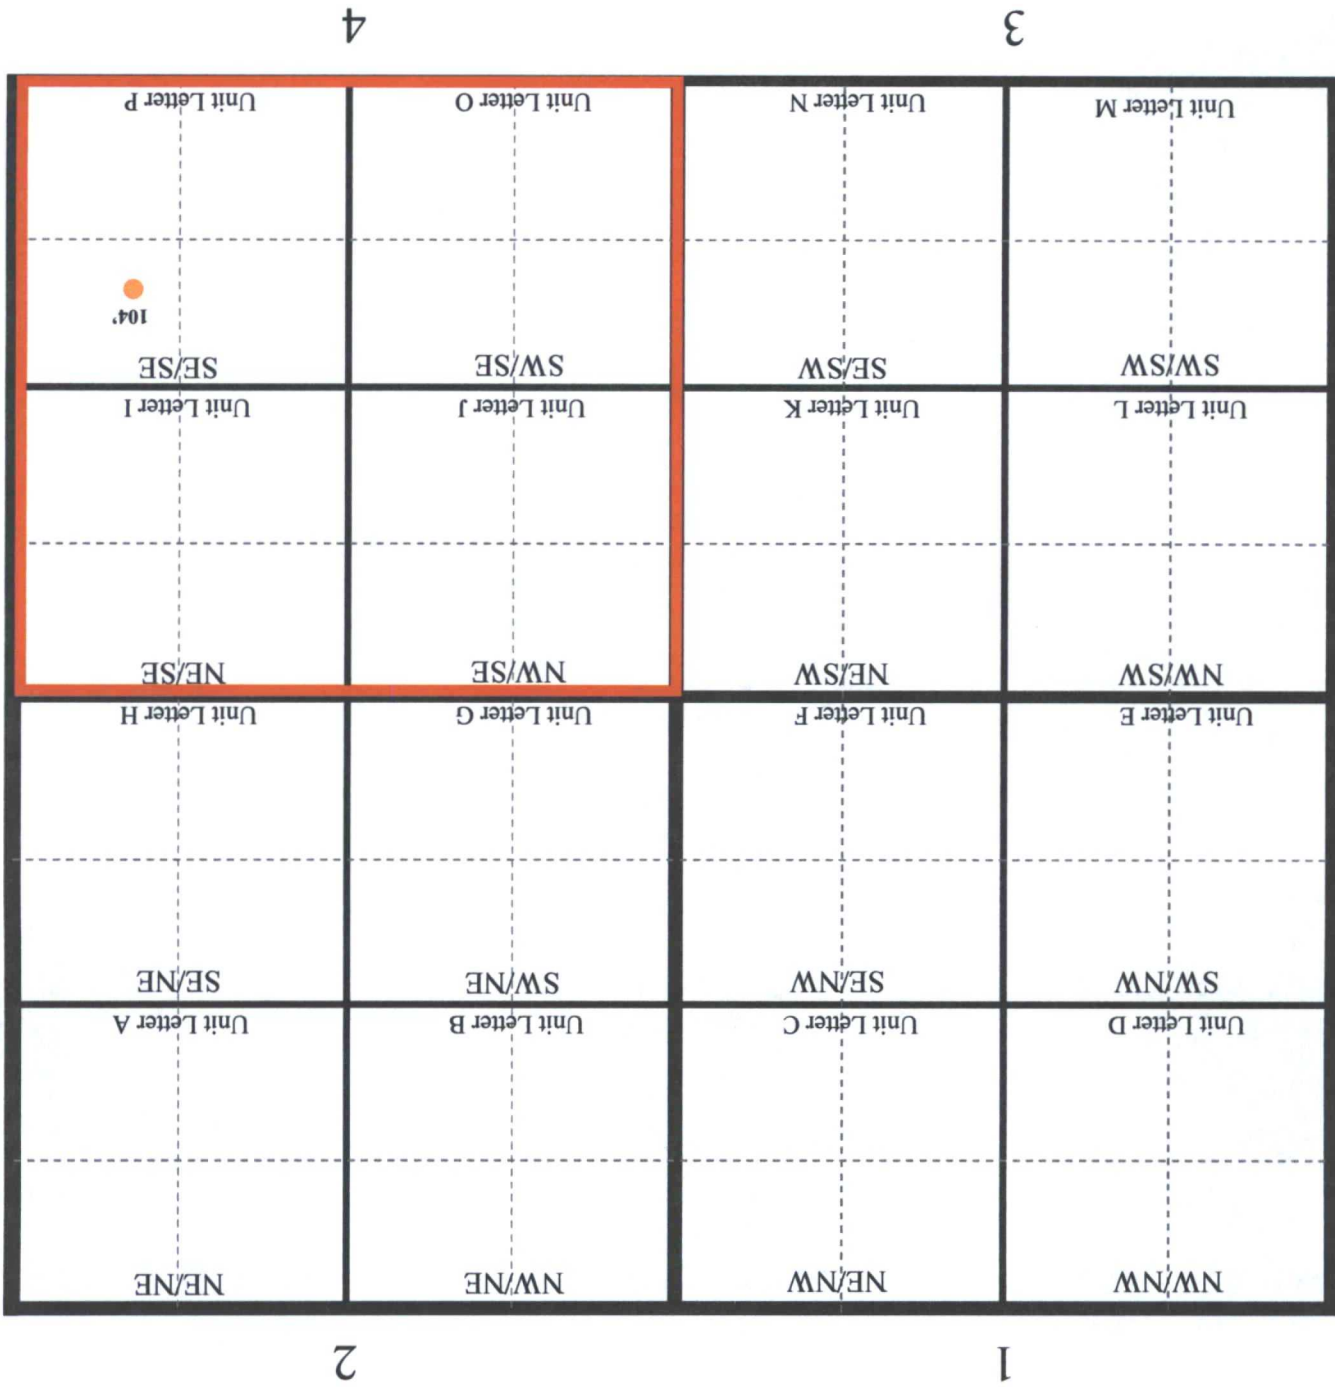 1 2
NW/NW NE/NW NW/NE NE/NE
Unit Letter D Unit Letter C Unit Letter B Unit Letter A
SW/NW SE/NW SW/NE SE/NE
Unit Letter E Unit Letter F Unit Letter G Unit Letter H
NW/SW NE/SW NW/SE NE/SE
Unit Letter L Unit Letter K Unit Letter J Unit Letter I
SW/SW SE/SW SW/SE SE/SE
104'
Unit Letter M Unit Letter N Unit Letter O Unit Letter P
3 4